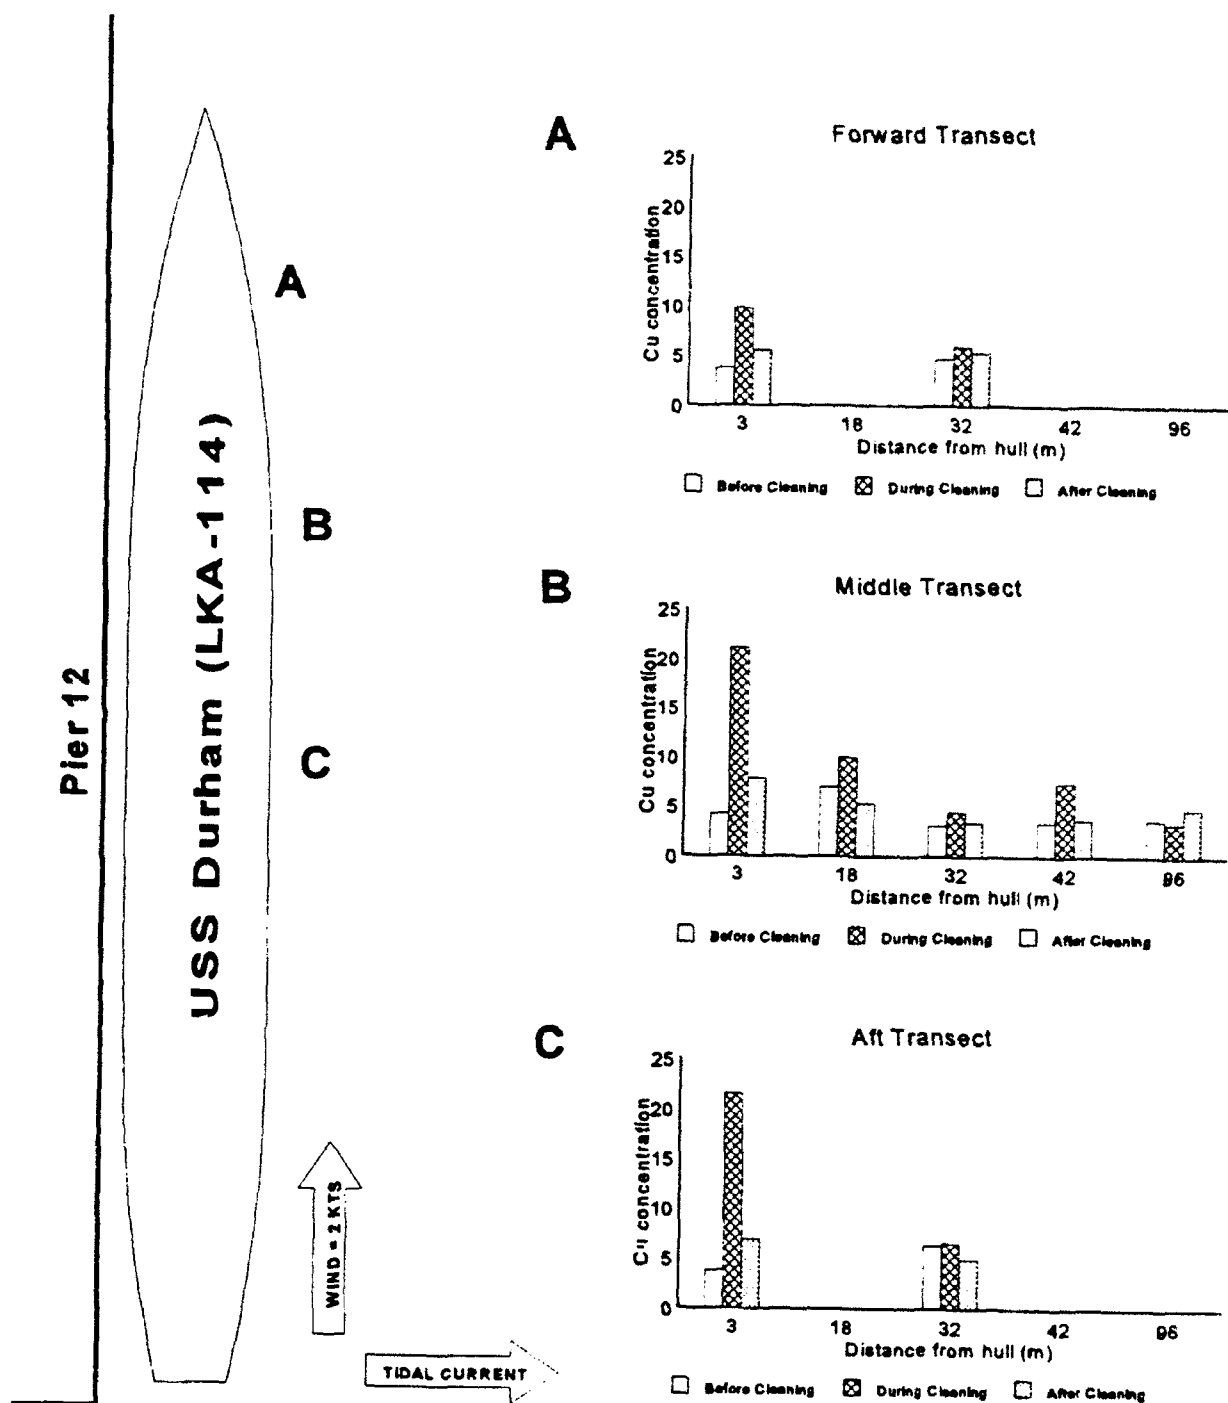 Pier 12
USS Durham (LKA-114)
A
B
C
WIND = 2 KTS
TIDAL CURRENT
A
Forward Transect
Cu concentration
25
20
15
10
5
0
3 18 32 42 96
Distance from hull (m)
Before Cleaning During Cleaning After Cleaning
B
Middle Transect
Cu concentration
25
20
15
10
5
0
3 18 32 42 96
Distance from hull (m)
Before Cleaning During Cleaning After Cleaning
C
Aft Transect
Cu concentration
25
20
15
10
5
0
3 18 32 42 96
Distance from hull (m)
Before Cleaning During Cleaning After Cleaning